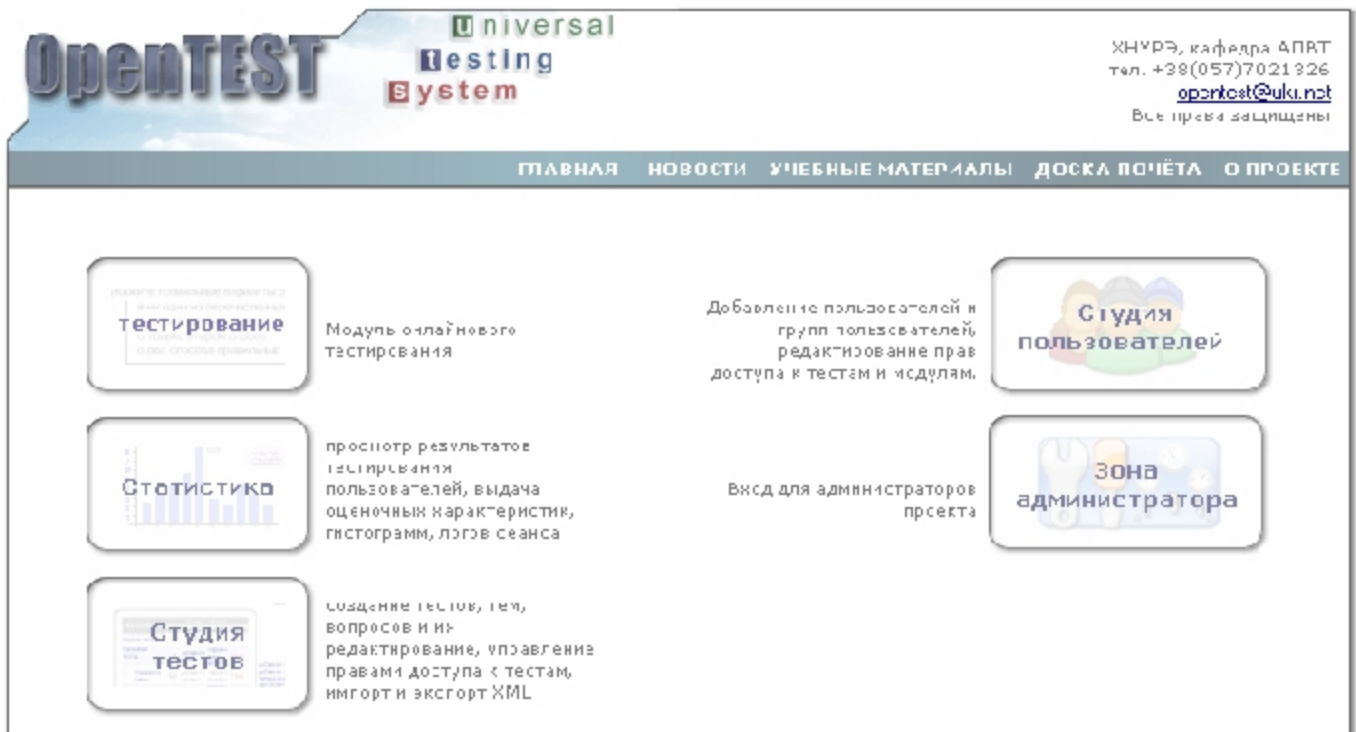 OpenTEST
Universal
testing
system
ХНУРЭ, кафедра АПВТ
тел. +38(057)7021326
opentest@ukr.net
Все права защищены
ГЛАВНАЯ НОВОСТИ УЧЕБНЫЕ МАТЕРИАЛЫ ДОСКА ПОЧЁТА О ПРОЕКТЕ
тестирование
Модуль онлайнового
тестирования
Добавление пользователей и
групп пользователей,
редактирование прав
доступа к тестам и модулям.
Студия
пользователей
Статистика
просмотр результатов
тестирования
пользователей, выдача
оценочных характеристик,
гистограмм, логов сеанса
Вход для администраторов
проекта
Зона
администратора
Студия
тестов
создание тестов, тем,
вопросов и их
редактирование, управление
правами доступа к тестам,
импорт и экспорт XML